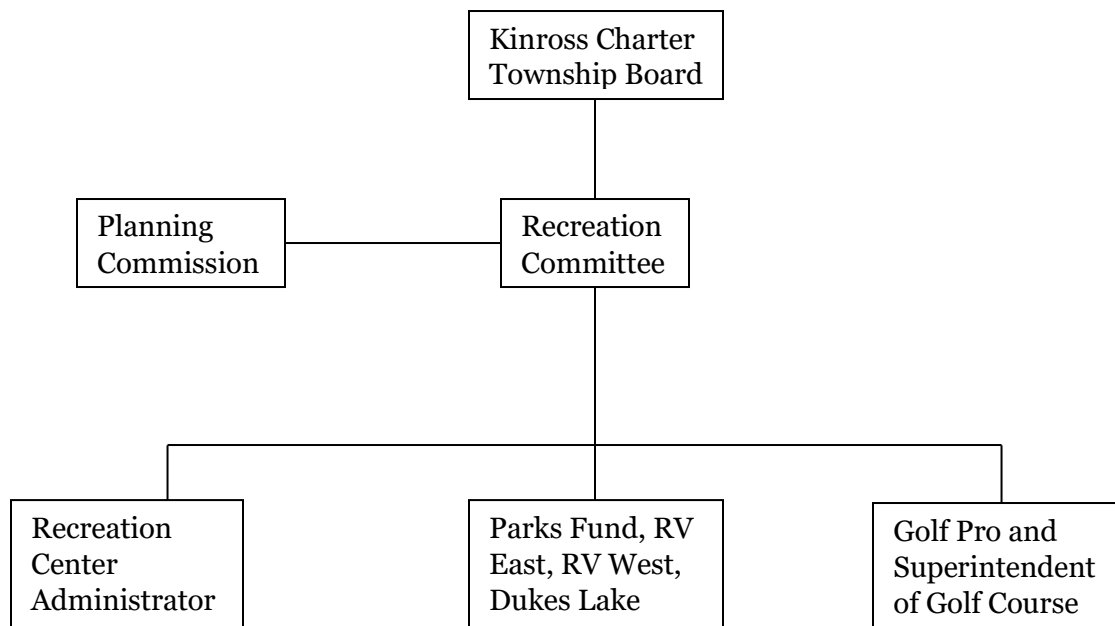 Kinross Charter
Township Board
Planning
Commission
Recreation
Committee
Recreation
Center
Administrator
Parks Fund, RV
East, RV West,
Dukes Lake
Golf Pro and
Superintendent
of Golf Course